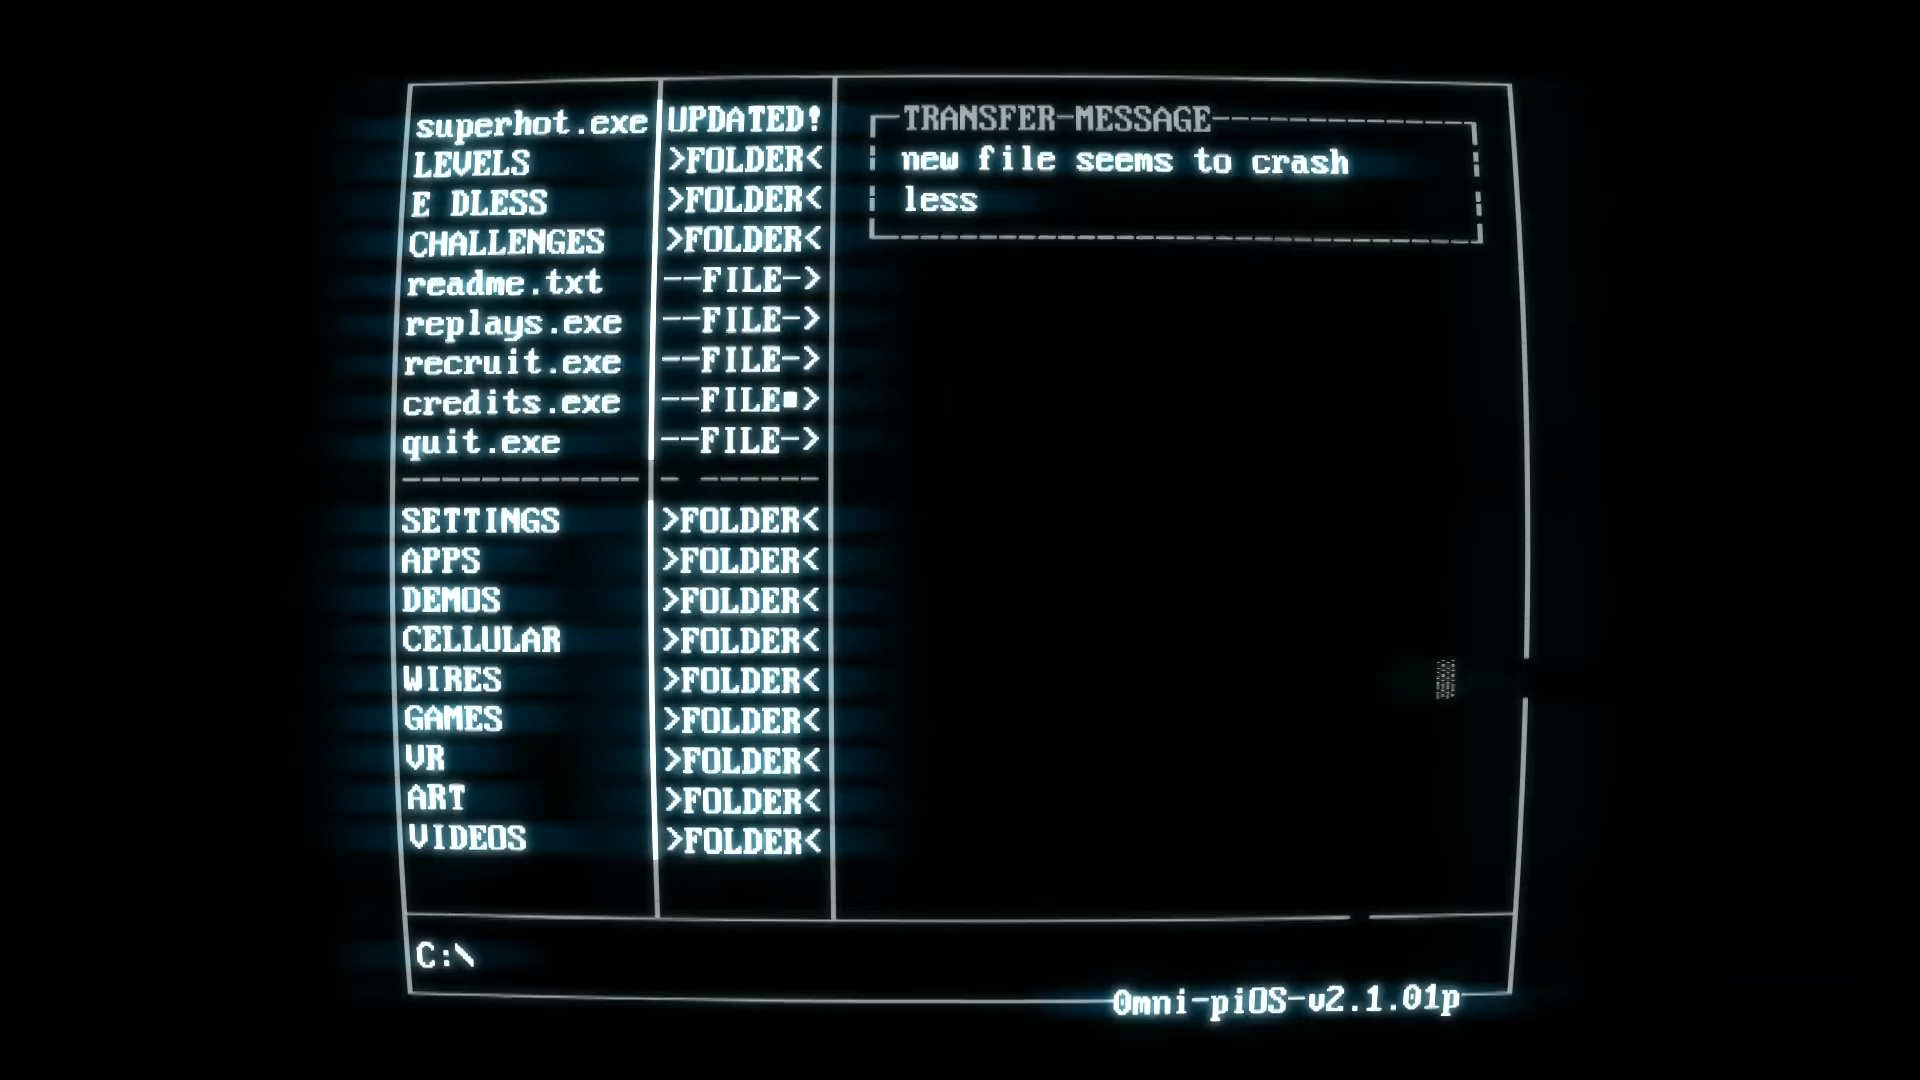 superhot.exe UPDATED!
LEVELS >FOLDER<
E DLESS >FOLDER<
CHALLENGES >FOLDER<
readme.txt --FILE->
replays.exe --FILE->
recruit.exe --FILE->
credits.exe --FILE■>
quit.exe --FILE->
SETTINGS >FOLDER<
APPS >FOLDER<
DEMOS >FOLDER<
CELLULAR >FOLDER<
WIRES >FOLDER<
GAMES >FOLDER<
VR >FOLDER<
ART >FOLDER<
VIDEOS >FOLDER<
TRANSFER-MESSAGE
new file seems to crash
less
C:\
0mni-piOS-v2.1.01p